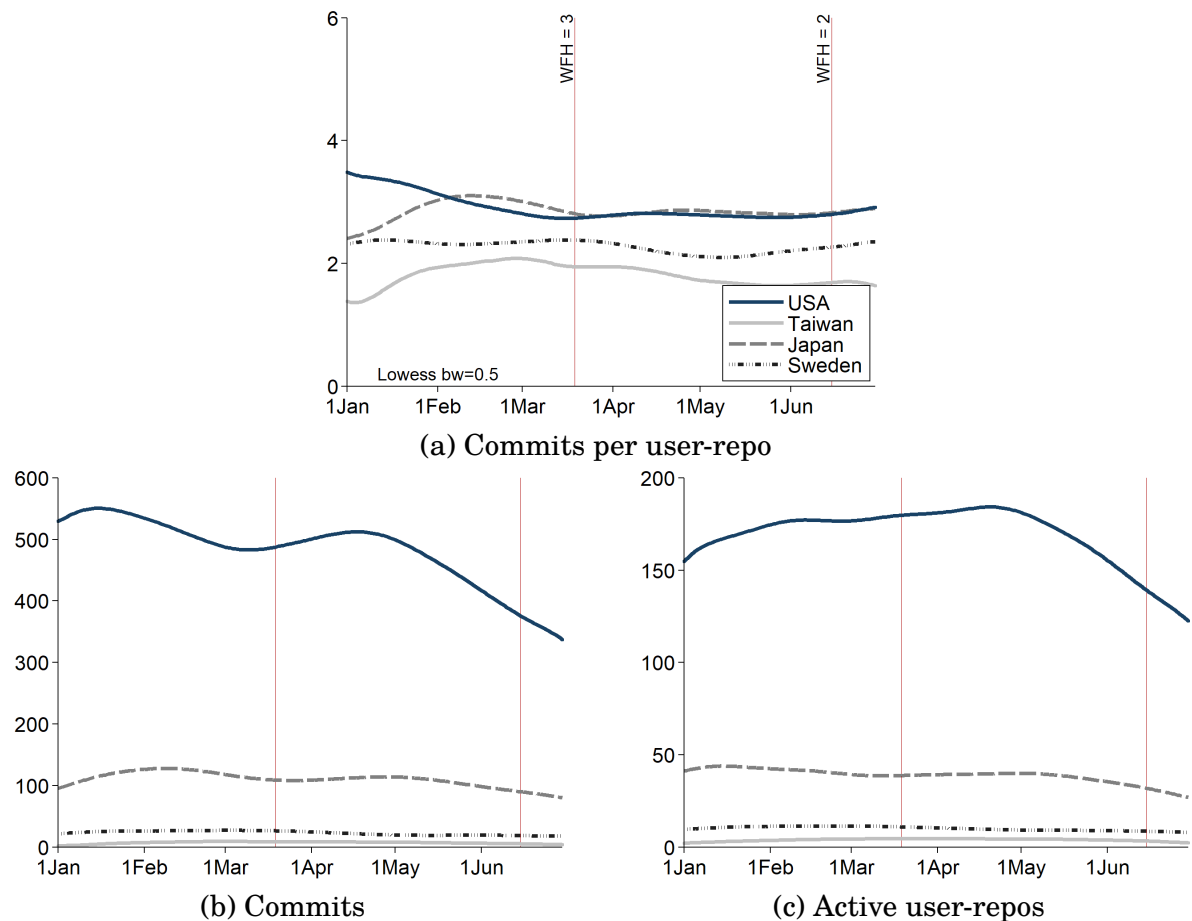 6
4
2
0
WFH = 3
WFH = 2
USA
Taiwan
Japan
Sweden
Lowess bw=0.5
1Jan 1Feb 1Mar 1Apr 1May 1Jun
(a) Commits per user-repo
600
500
400
300
200
100
0
1Jan 1Feb 1Mar 1Apr 1May 1Jun
(b) Commits
200
150
100
50
0
1Jan 1Feb 1Mar 1Apr 1May 1Jun
(c) Active user-repos